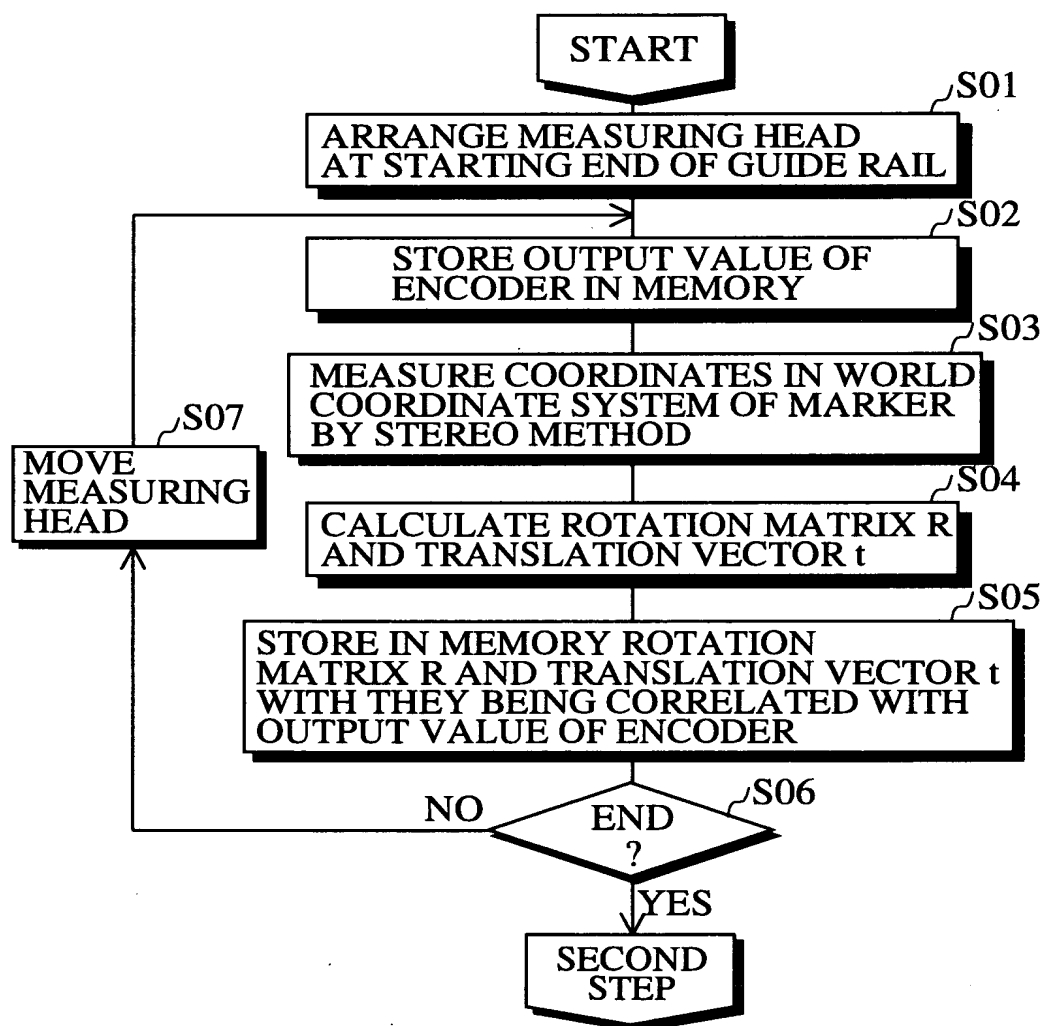 START
S01
ARRANGE MEASURING HEAD
AT STARTING END OF GUIDE RAIL
S02
STORE OUTPUT VALUE OF
ENCODER IN MEMORY
S03
MEASURE COORDINATES IN WORLD
COORDINATE SYSTEM OF MARKER
BY STEREO METHOD
S07
MOVE
MEASURING
HEAD
S04
CALCULATE ROTATION MATRIX R
AND TRANSLATION VECTOR t
S05
STORE IN MEMORY ROTATION
MATRIX R AND TRANSLATION VECTOR t
WITH THEY BEING CORRELATED WITH
OUTPUT VALUE OF ENCODER
S06
NO
END
?
YES
SECOND
STEP